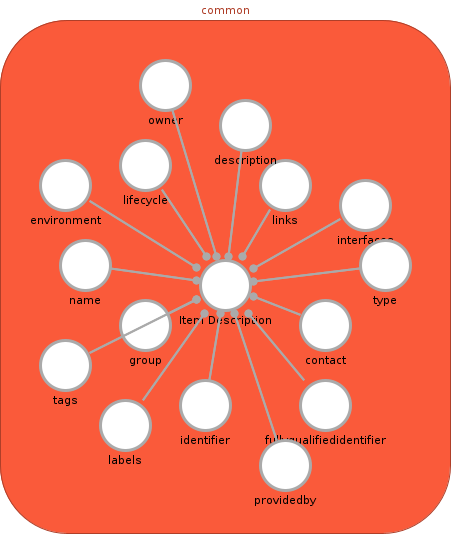 common
owner
description
lifecycle
environment
links
interfaces
name
type
Item Description
group
contact
tags
labels
identifier
fullyqualifiedidentifier
providedby